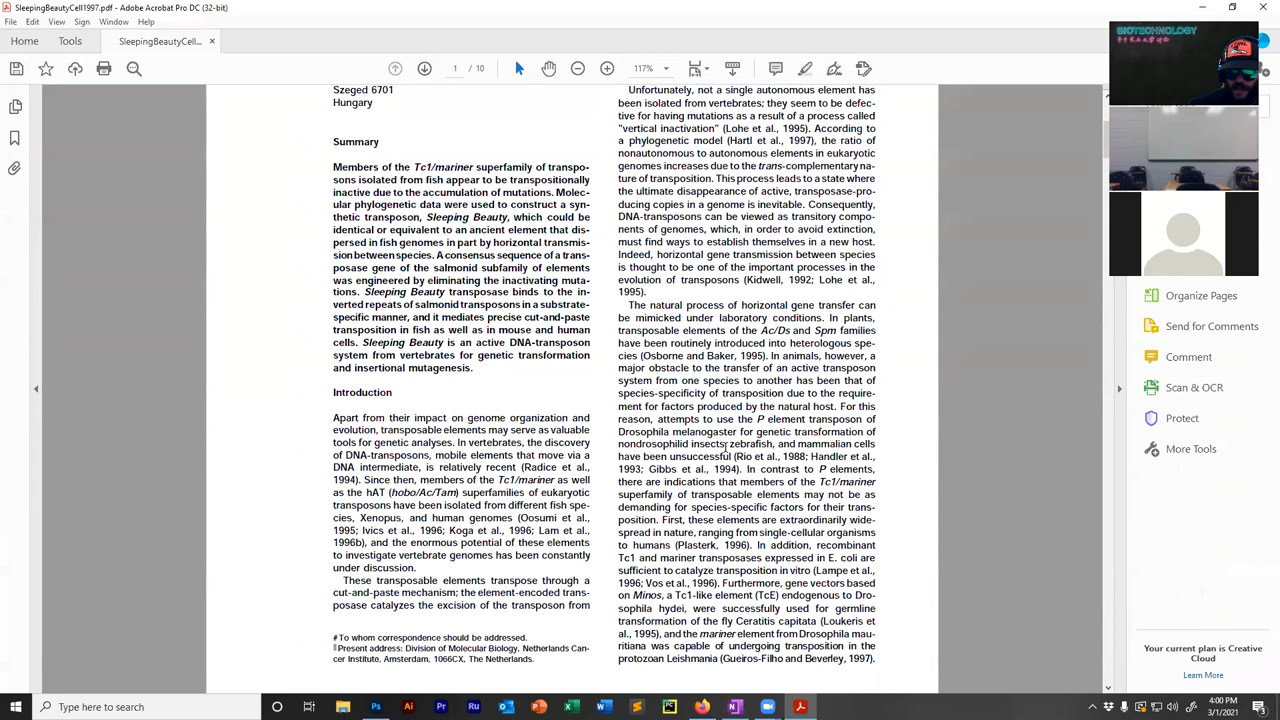 SleepingBeautyCell1997.pdf - Adobe Acrobat Pro DC (32-bit)
File Edit View Sign Window Help
Home Tools SleepingBeautyCell...
1 / 10 117%
Szeged 6701
Hungary
Summary
Members of the Tc1/mariner superfamily of transpo-
sons isolated from fish appear to be transpositionally
inactive due to the accumulation of mutations. Molec-
ular phylogenetic data were used to construct a syn-
thetic transposon, Sleeping Beauty, which could be
identical or equivalent to an ancient element that dis-
persed in fish genomes in part by horizontal transmis-
sion between species. A consensus sequence of a trans-
posase gene of the salmonid subfamily of elements
was engineered by eliminating the inactivating muta-
tions. Sleeping Beauty transposase binds to the in-
verted repeats of salmonid transposons in a substrate-
specific manner, and it mediates precise cut-and-paste
transposition in fish as well as in mouse and human
cells. Sleeping Beauty is an active DNA-transposon
system from vertebrates for genetic transformation
and insertional mutagenesis.
Introduction
Apart from their impact on genome organization and
evolution, transposable elements may serve as valuable
tools for genetic analyses. In vertebrates, the discovery
of DNA-transposons, mobile elements that move via a
DNA intermediate, is relatively recent (Radice et al.,
1994). Since then, members of the Tc1/mariner as well
as the hAT (hobo/Ac/Tam) superfamilies of eukaryotic
transposons have been isolated from different fish spe-
cies, Xenopus, and human genomes (Oosumi et al.,
1995; Ivics et al., 1996; Koga et al., 1996; Lam et al.,
1996b), and the enormous potential of these elements
to investigate vertebrate genomes has been constantly
under discussion.
These transposable elements transpose through a
cut-and-paste mechanism; the element-encoded trans-
posase catalyzes the excision of the transposon from
# To whom correspondence should be addressed.
Present address: Division of Molecular Biology, Netherlands Can-
cer Institute, Amsterdam, 1066CX, The Netherlands.
Unfortunately, not a single autonomous element has
been isolated from vertebrates; they seem to be defec-
tive for having mutations as a result of a process called
"vertical inactivation" (Lohe et al., 1995). According to
a phylogenetic model (Hartl et al., 1997), the ratio of
nonautonomous to autonomous elements in eukaryotic
genomes increases due to the trans-complementary na-
ture of transposition. This process leads to a state where
the ultimate disappearance of active, transposase-pro-
ducing copies in a genome is inevitable. Consequently,
DNA-transposons can be viewed as transitory compo-
nents of genomes, which, in order to avoid extinction,
must find ways to establish themselves in a new host.
Indeed, horizontal gene transmission between species
is thought to be one of the important processes in the
evolution of transposons (Kidwell, 1992; Lohe et al.,
1995).
The natural process of horizontal gene transfer can
be mimicked under laboratory conditions. In plants,
transposable elements of the Ac/Ds and Spm families
have been routinely introduced into heterologous spe-
cies (Osborne and Baker, 1995). In animals, however, a
major obstacle to the transfer of an active transposon
system from one species to another has been that of
species-specificity of transposition due to the require-
ment for factors produced by the natural host. For this
reason, attempts to use the P element transposon of
Drosophila melanogaster for genetic transformation of
nondrosophilid insects, zebrafish, and mammalian cells
have been unsuccessful (Rio et al., 1988; Handler et al.,
1993; Gibbs et al., 1994). In contrast to P elements,
there are indications that members of the Tc1/mariner
superfamily of transposable elements may not be as
demanding for species-specific factors for their trans-
position. First, these elements are extraordinarily wide-
spread in nature, ranging from single-cellular organisms
to humans (Plasterk, 1996). In addition, recombinant
Tc1 and mariner transposases expressed in E. coli are
sufficient to catalyze transposition in vitro (Lampe et al.,
1996; Vos et al., 1996). Furthermore, gene vectors based
on Minos, a Tc1-like element (TcE) endogenous to Dro-
sophila hydei, were successfully used for germline
transformation of the fly Ceratitis capitata (Loukeris et
al., 1995), and the mariner element from Drosophila mau-
ritiana was capable of undergoing transposition in the
protozoan Leishmania (Gueiros-Filho and Beverley, 1997).
BIOTECHNOLOGY
Organize Pages
Send for Comments
Comment
Scan & OCR
Protect
More Tools
Your current plan is Creative
Cloud
Learn More
Type here to search
4:00 PM
3/1/2021